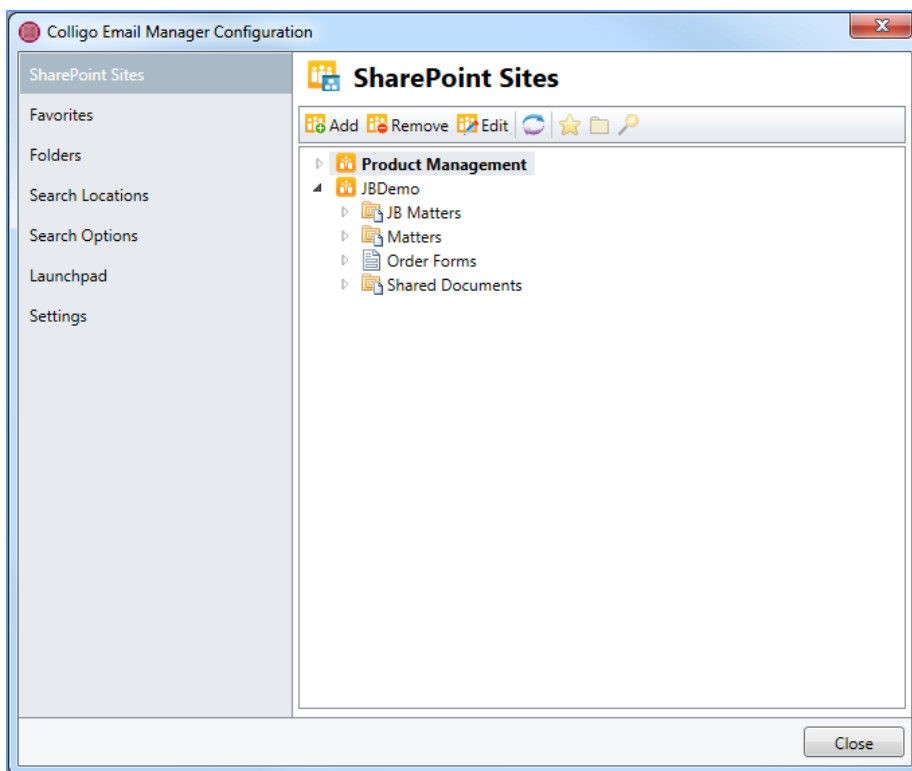 Colligo Email Manager Configuration
SharePoint Sites
Favorites
Folders
Search Locations
Search Options
Launchpad
Settings
SharePoint Sites
Add Remove Edit
Product Management
JBDemo
JB Matters
Matters
Order Forms
Shared Documents
Close